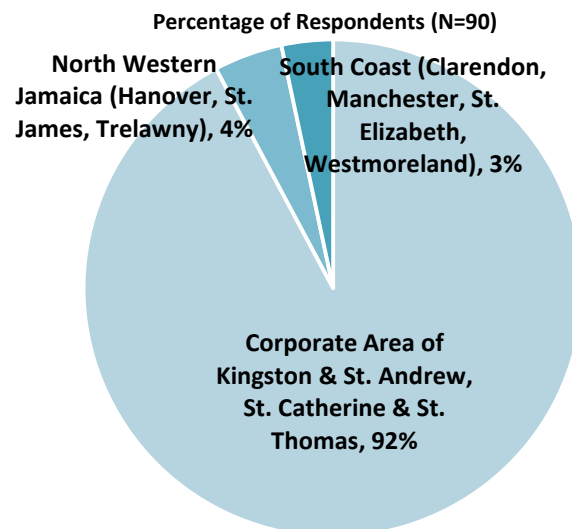 Percentage of Respondents (N=90)
North Western
Jamaica (Hanover, St.
James, Trelawny), 4%
South Coast (Clarendon,
Manchester, St.
Elizabeth,
Westmoreland), 3%
Corporate Area of
Kingston & St. Andrew,
St. Catherine & St.
Thomas, 92%